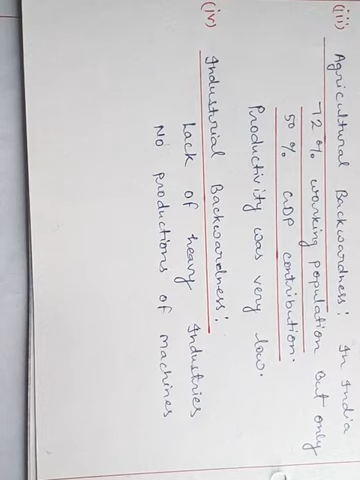 (iii) Agricultural Backwardness: In India
72% working population But only
50% GDP contribution.
Productivity was very low.
(iv) Industrial Backwardness:
Lack of heavy Industries
No productions of Machines